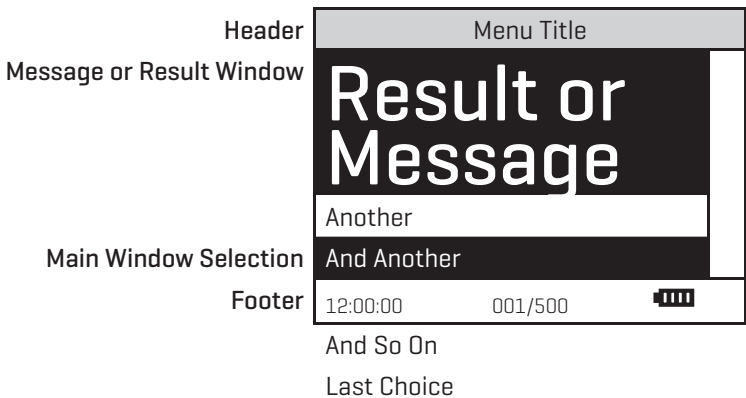 Header
Menu Title
Message or Result Window
Result or
Message
Another
Main Window Selection
And Another
Footer
12:00:00 001/500
And So On
Last Choice